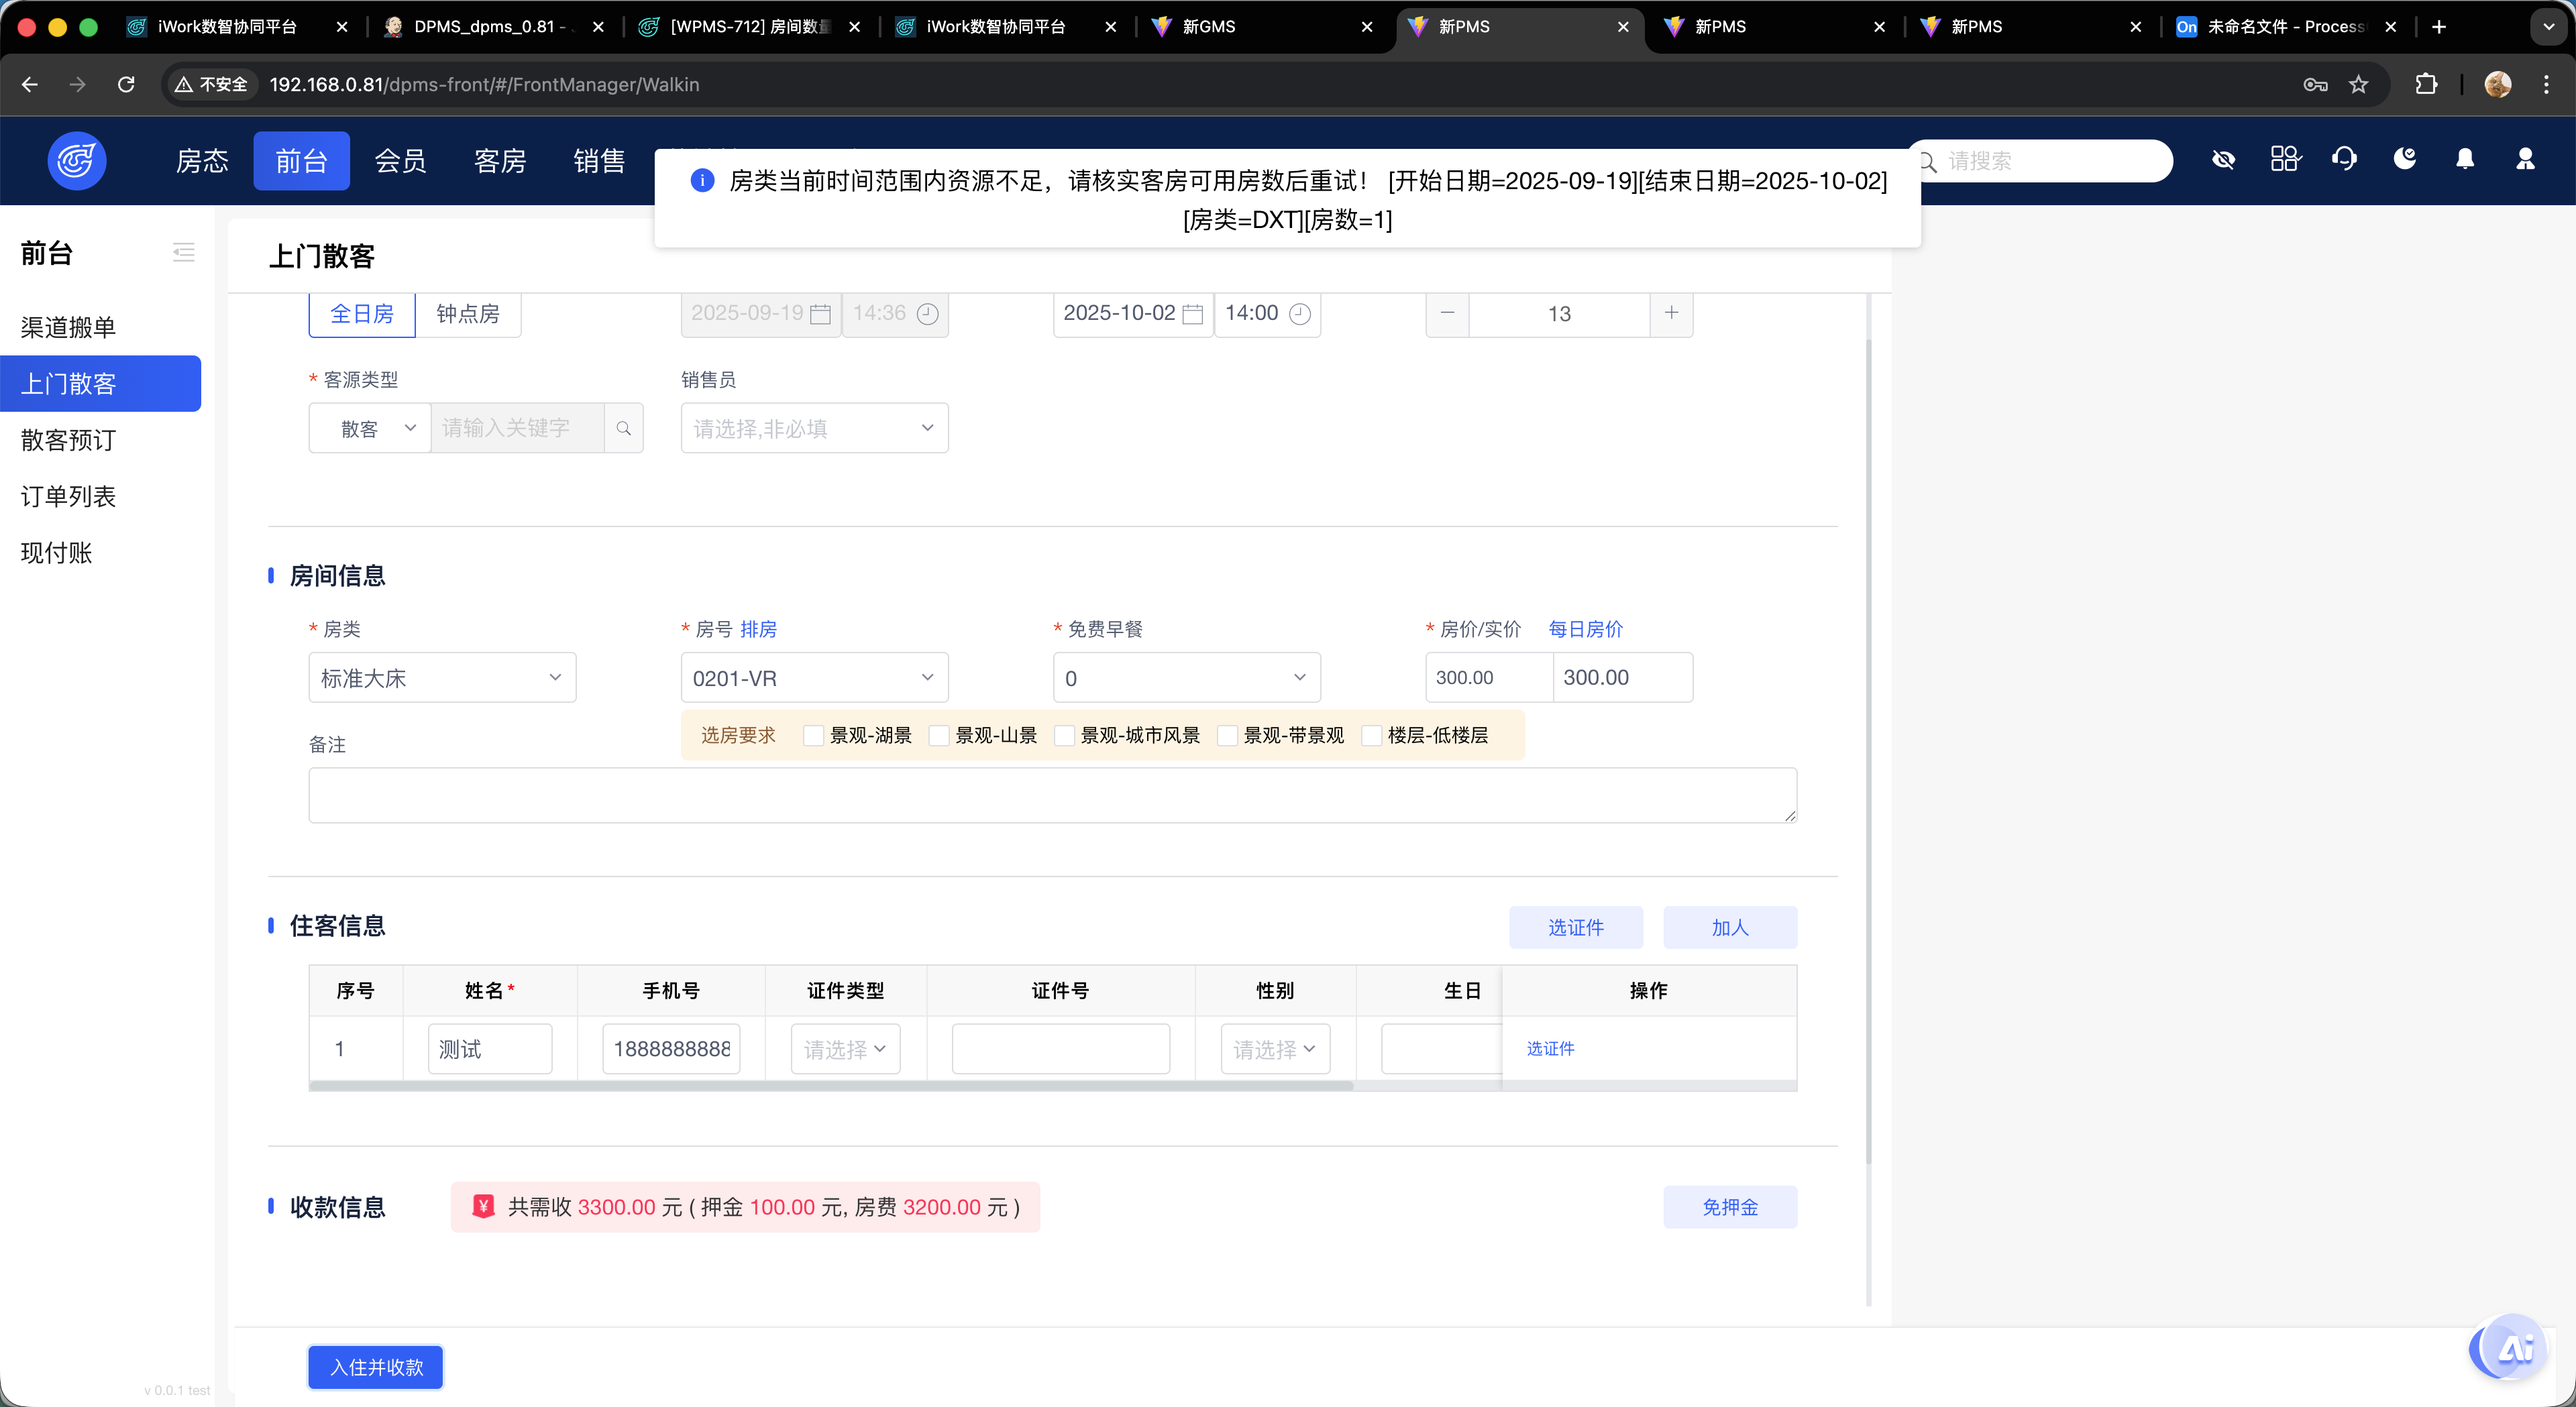 iWork数智协同平台
DPMS_dpms_0.81 -
[WPMS-712] 房间数量
iWork数智协同平台
新GMS
新PMS
新PMS
新PMS
On 未命名文件 - Process
不安全 192.168.0.81/dpms-front/#/FrontManager/Walkin
房态 前台 会员 客房 销售
请搜索
房类当前时间范围内资源不足，请核实客房可用房数后重试！ [开始日期=2025-09-19][结束日期=2025-10-02]
[房类=DXT][房数=1]
前台
渠道搬单
上门散客
散客预订
订单列表
现付账
v 0.0.1 test
上门散客
全日房 钟点房 2025-09-19 14:36 2025-10-02 14:00 13
* 客源类型 销售员
散客 请输入关键字 请选择,非必填
房间信息
* 房类 * 房号 排房 * 免费早餐 * 房价/实价 每日房价
标准大床 0201-VR 0 300.00 300.00
选房要求 景观-湖景 景观-山景 景观-城市风景 景观-带景观 楼层-低楼层
备注
住客信息 选证件 加人
序号 姓名* 手机号 证件类型 证件号 性别 生日 操作
1 测试 1888888888 请选择 请选择 选证件
收款信息 共需收 3300.00 元 ( 押金 100.00 元, 房费 3200.00 元 ) 免押金
入住并收款
Ai